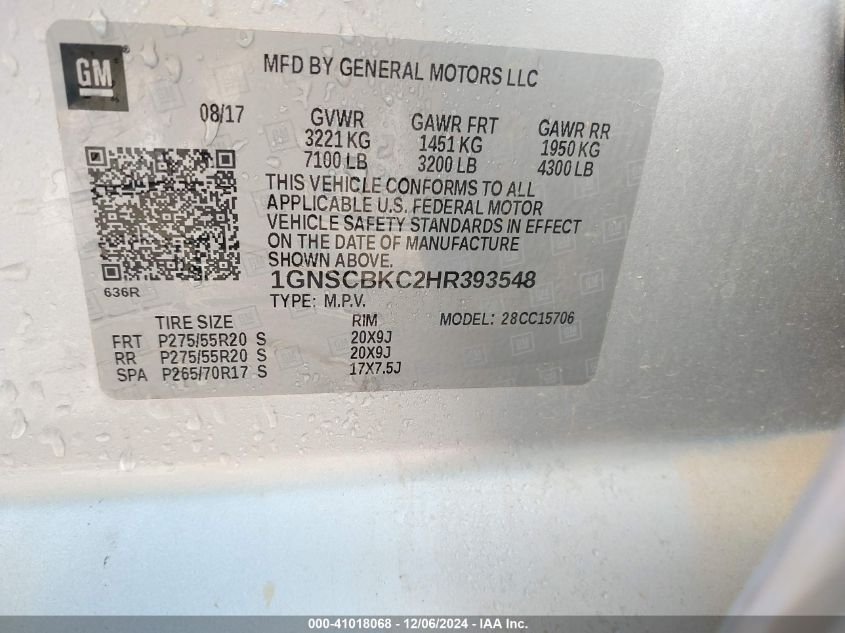 GM
MFD BY GENERAL MOTORS LLC
08/17
GVWR GAWR FRT GAWR RR
3221 KG 1451 KG 1950 KG
7100 LB 3200 LB 4300 LB
THIS VEHICLE CONFORMS TO ALL
APPLICABLE U.S. FEDERAL MOTOR
VEHICLE SAFETY STANDARDS IN EFFECT
ON THE DATE OF MANUFACTURE
SHOWN ABOVE.
636R
1GNSCBKC2HR393548
TYPE: M.P.V.
TIRE SIZE RIM MODEL: 28CC15706
FRT P275/55R20 S 20X9J
RR P275/55R20 S 20X9J
SPA P265/70R17 S 17X7.5J
000-41018068 - 12/06/2024 - IAA Inc.